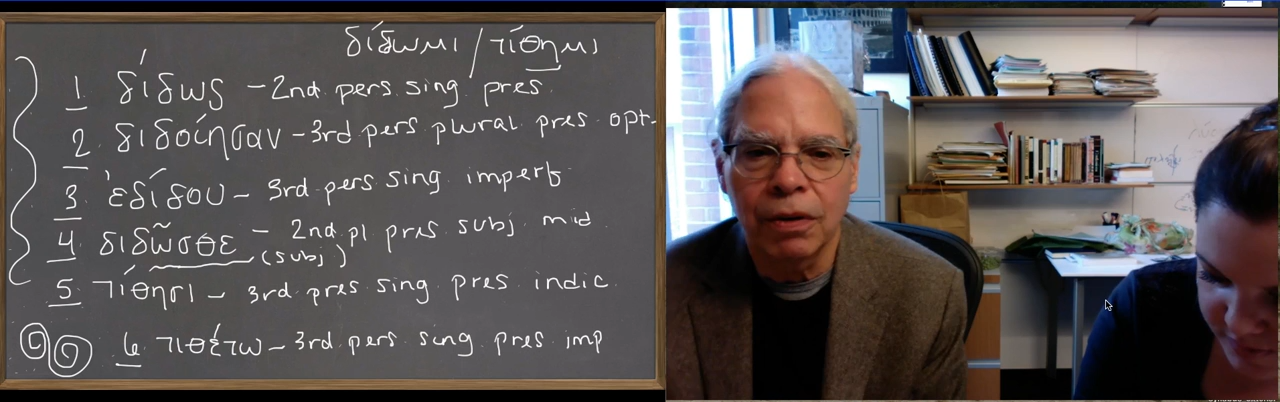 δίδωμι / τίθημι
1 δίδως – 2nd pers sing pres
2 διδοίησαν – 3rd pers plural pres opt.
3 ἐδίδου – 3rd pers sing imperf
4 διδῶσθε – 2nd pl pres subj mid
(subj)
5 τίθησι – 3rd pres sing pres indic
6 τιθέτω – 3rd pers sing pres imp